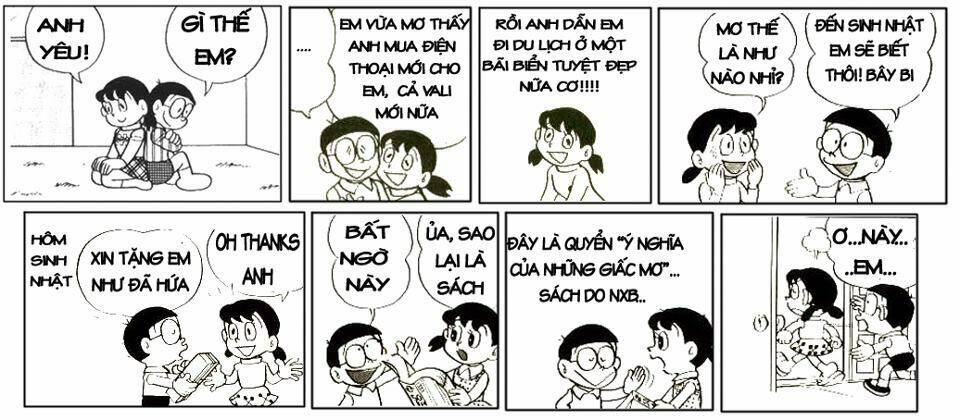 ANH
YÊU!
GÌ THẾ
EM?
....
EM VỪA MƠ THẤY
ANH MUA ĐIỆN
THOẠI MỚI CHO
EM, CẢ VALI
MỚI NỮA
RỒI ANH DẪN EM
ĐI DU LỊCH Ở MỘT
BÃI BIỂN TUYỆT ĐẸP
NỮA CƠ!!!!
MƠ THẾ
LÀ NHƯ
NÀO NHỈ?
ĐẾN SINH NHẬT
EM SẼ BIẾT
THÔI! BÂY BI
HÔM
SINH
NHẬT
XIN TẶNG EM
NHƯ ĐÃ HỨA
OH THANKS
ANH
BẤT
NGỜ
NÀY
ỦA, SAO
LẠI LÀ
SÁCH
ĐÂY LÀ QUYỂN "Ý NGHĨA
CỦA NHỮNG GIẤC MƠ"...
SÁCH DO NXB..
Ơ...NÀY...
..EM...